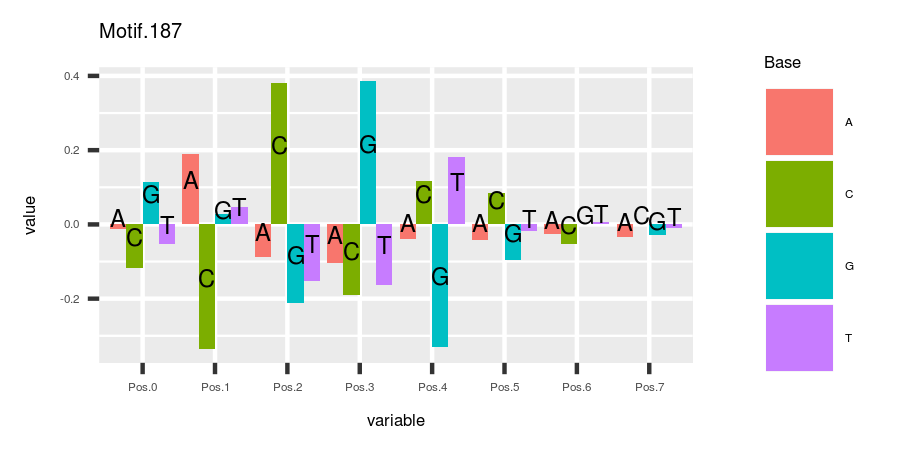 Motif.187
value
0.4
0.2
0.0
-0.2
A C G T A C G T A C G T A C G T A C G T A C G T A C G T A C G T
Pos.0 Pos.1 Pos.2 Pos.3 Pos.4 Pos.5 Pos.6 Pos.7
variable
Base
A
C
G
T